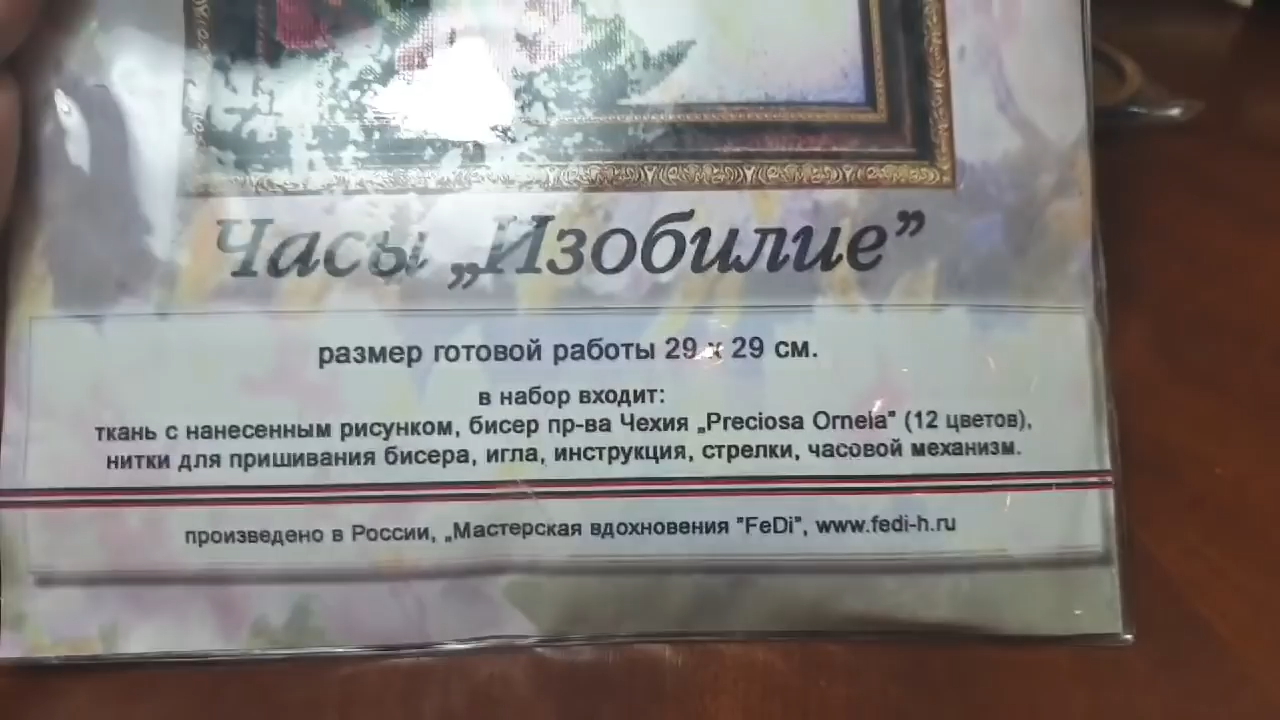 Часы „Изобилие”
размер готовой работы 29 x 29 см.
в набор входит:
ткань с нанесенным рисунком, бисер пр-ва Чехия „Preciosa Ornela" (12 цветов),
нитки для пришивания бисера, игла, инструкция, стрелки, часовой механизм.
произведено в России, „Мастерская вдохновения "FeDi", www.fedi-h.ru